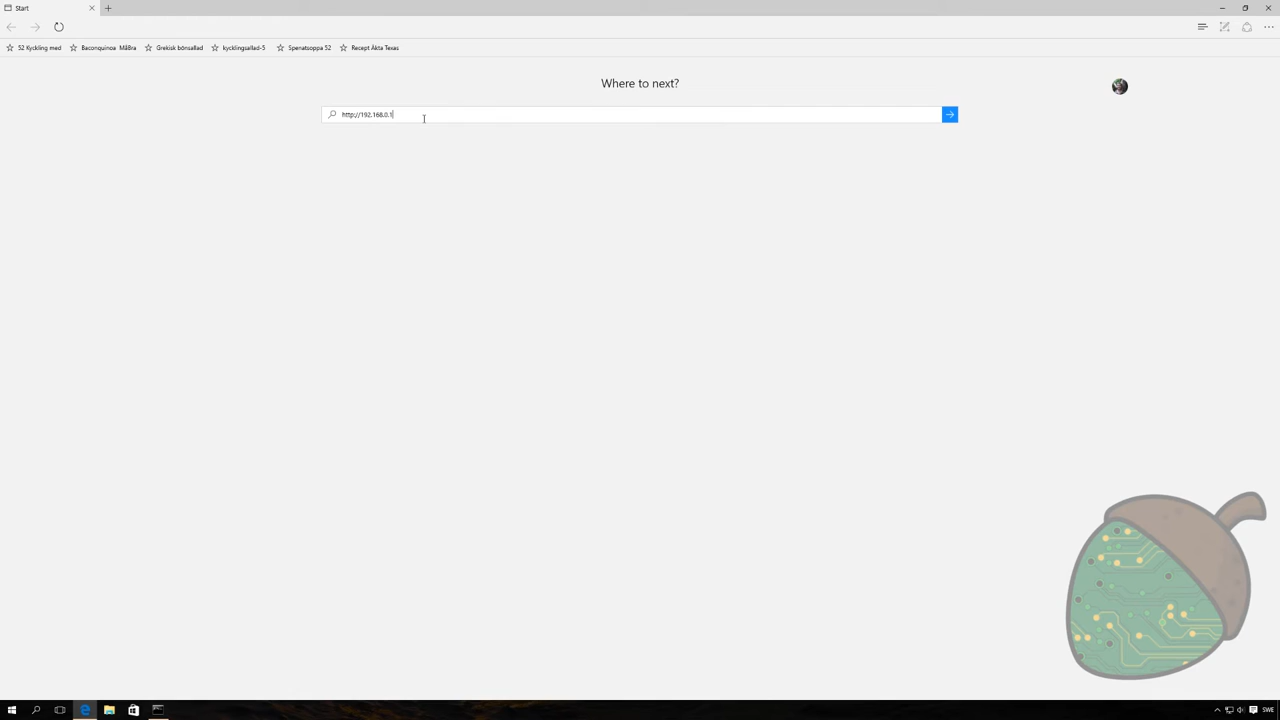 Start
52 Kyckling med Baconquinoa MåBra Grekisk bönsallad kycklingsallad-5 Spenatsoppa 52 Recept Äkta Texas
Where to next?
http://192.168.0.1
SWE